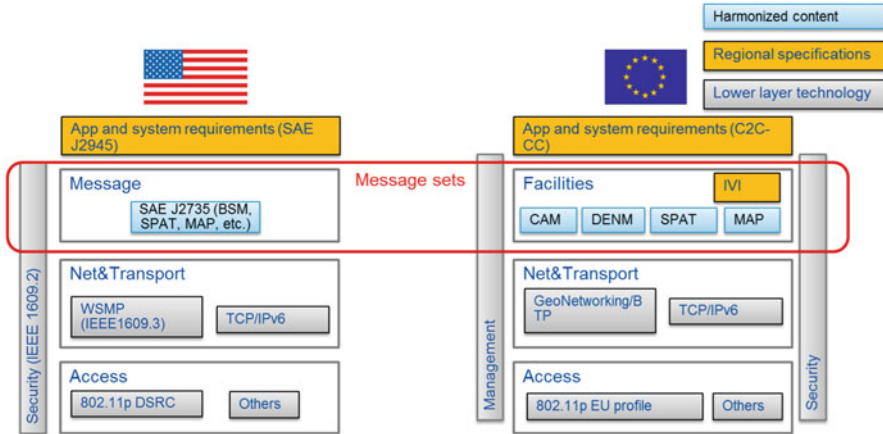 Harmonized content
Regional specifications
Lower layer technology
App and system requirements (SAE
J2945)
Message
SAE J2735 (BSM,
SPAT, MAP, etc.)
Net&Transport
WSMP
(IEEE1609.3)
TCP/IPv6
Access
802.11p DSRC
Others
Security (IEEE 1609.2)
Message sets
App and system requirements (C2C-
CC)
Facilities
IVI
CAM
DENM
SPAT
MAP
Net&Transport
GeoNetworking/B
TP
TCP/IPv6
Access
802.11p EU profile
Others
Management
Security